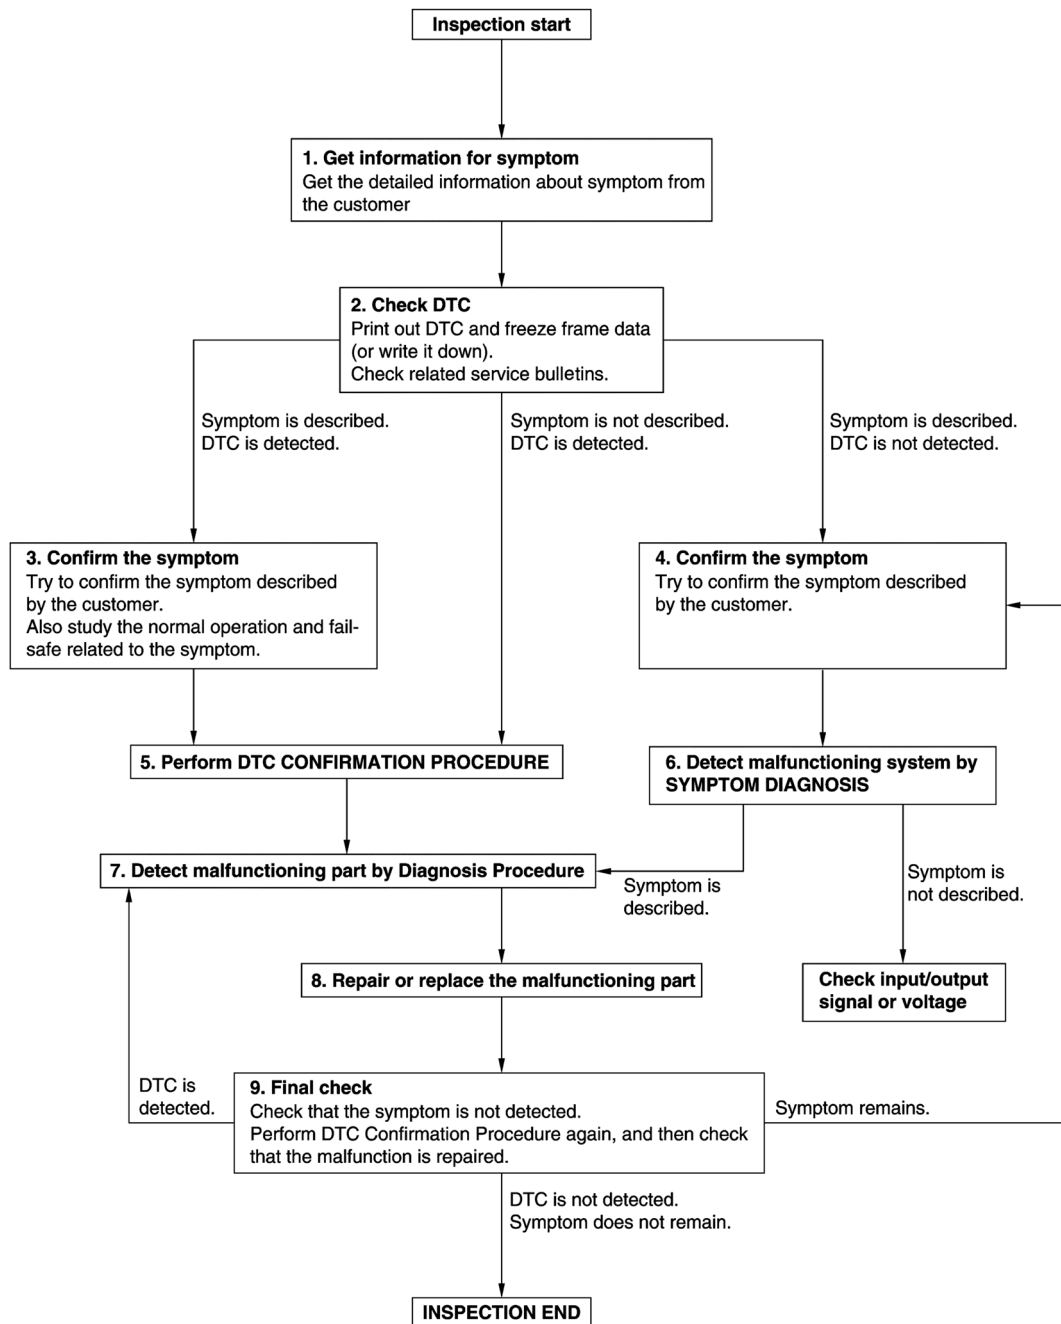 Inspection start
1. Get information for symptom
Get the detailed information about symptom from
the customer
2. Check DTC
Print out DTC and freeze frame data
(or write it down).
Check related service bulletins.
Symptom is described.
DTC is detected.
Symptom is not described.
DTC is detected.
Symptom is described.
DTC is not detected.
3. Confirm the symptom
Try to confirm the symptom described
by the customer.
Also study the normal operation and fail-
safe related to the symptom.
4. Confirm the symptom
Try to confirm the symptom described
by the customer.
5. Perform DTC CONFIRMATION PROCEDURE
6. Detect malfunctioning system by
SYMPTOM DIAGNOSIS
7. Detect malfunctioning part by Diagnosis Procedure
Symptom is
described.
Symptom is
not described.
8. Repair or replace the malfunctioning part
Check input/output
signal or voltage
DTC is
detected.
9. Final check
Check that the symptom is not detected.
Perform DTC Confirmation Procedure again, and then check
that the malfunction is repaired.
Symptom remains.
DTC is not detected.
Symptom does not remain.
INSPECTION END